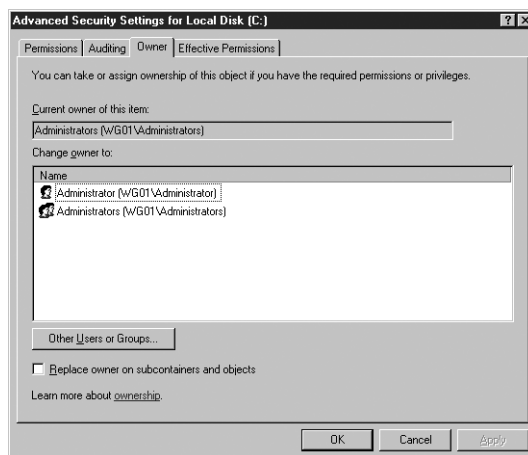 Advanced Security Settings for Local Disk (C:)
Permissions Auditing Owner Effective Permissions
You can take or assign ownership of this object if you have the required permissions or privileges.
Current owner of this item:
Administrators (WG01\Administrators)
Change owner to:
Name
Administrator (WG01\Administrator)
Administrators (WG01\Administrators)
Other Users or Groups...
Replace owner on subcontainers and objects
Learn more about ownership.
OK Cancel Apply